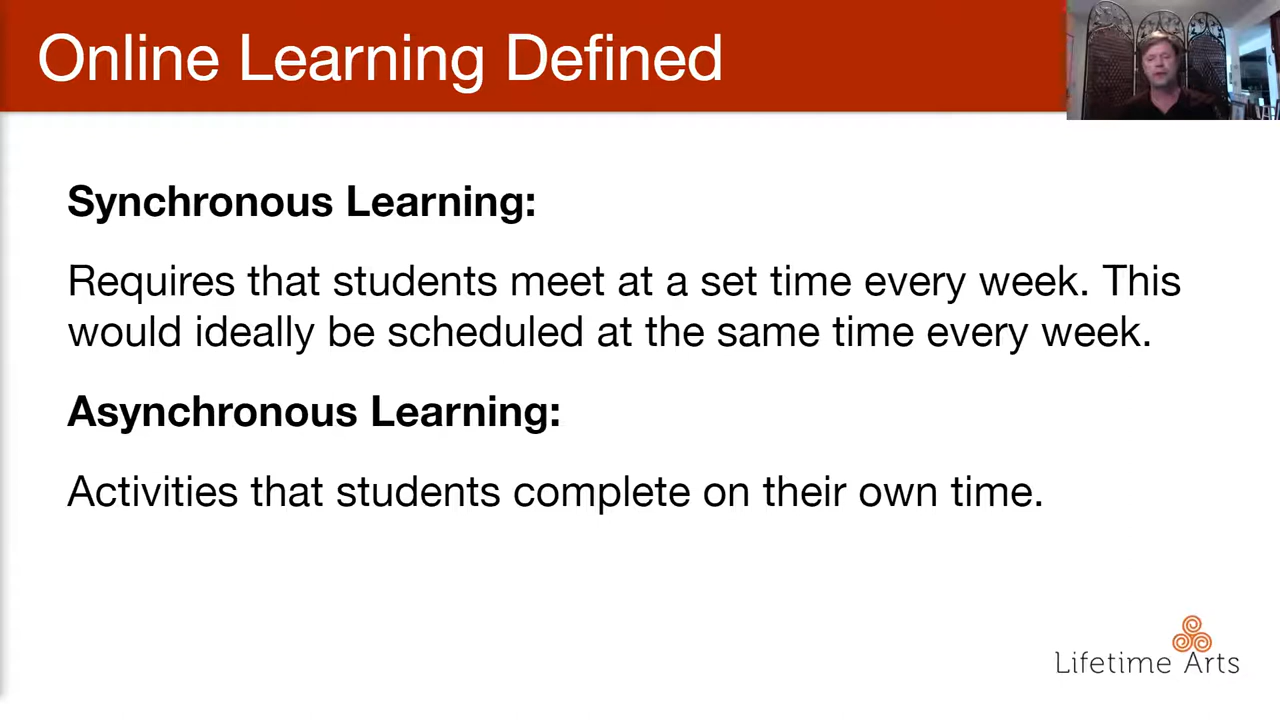 Online Learning Defined
Synchronous Learning:
Requires that students meet at a set time every week. This
would ideally be scheduled at the same time every week.
Asynchronous Learning:
Activities that students complete on their own time.
Lifetime Arts